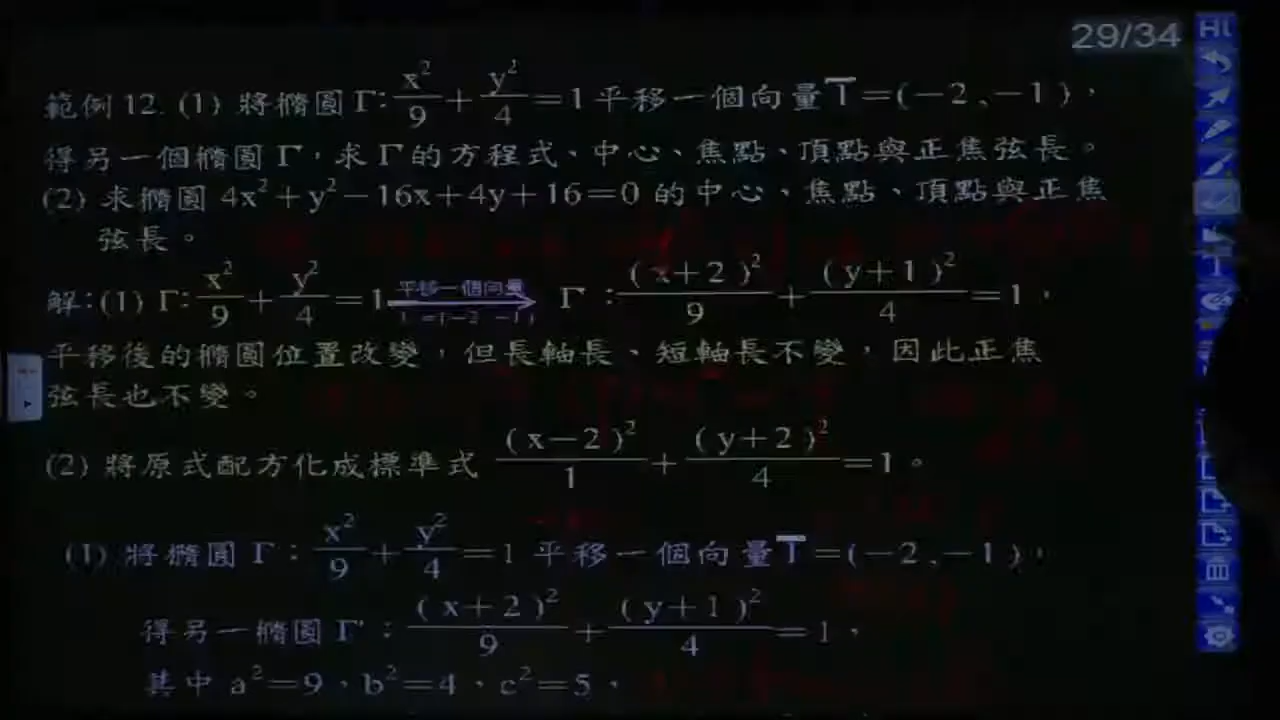 29/34
範例 12. (1) 將橢圓 Γ:x²/9+y²/4=1平移一個向量T=(-2,-1),
得另一個橢圓 Γ,求 Γ的方程式、中心、焦點、頂點與正焦弦長。
(2) 求橢圓 4x²+y²-16x+4y+16=0 的中心、焦點、頂點與正焦
弦長。
解:(1) Γ:x²/9+y²/4=1 平移一個向量 Γ :(x+2)²/9+(y+1)²/4=1,
平移後的橢圓位置改變,但長軸長、短軸長不變,因此正焦
弦長也不變。
(2) 將原式配方化成標準式 (x-2)²/1+(y+2)²/4=1。
(1) 將橢圓 Γ:x²/9+y²/4=1 平移一個向量T=(-2,-1),
得另一橢圓 Γ':(x+2)²/9+(y+1)²/4=1,
其中 a²=9、b²=4、c²=5,